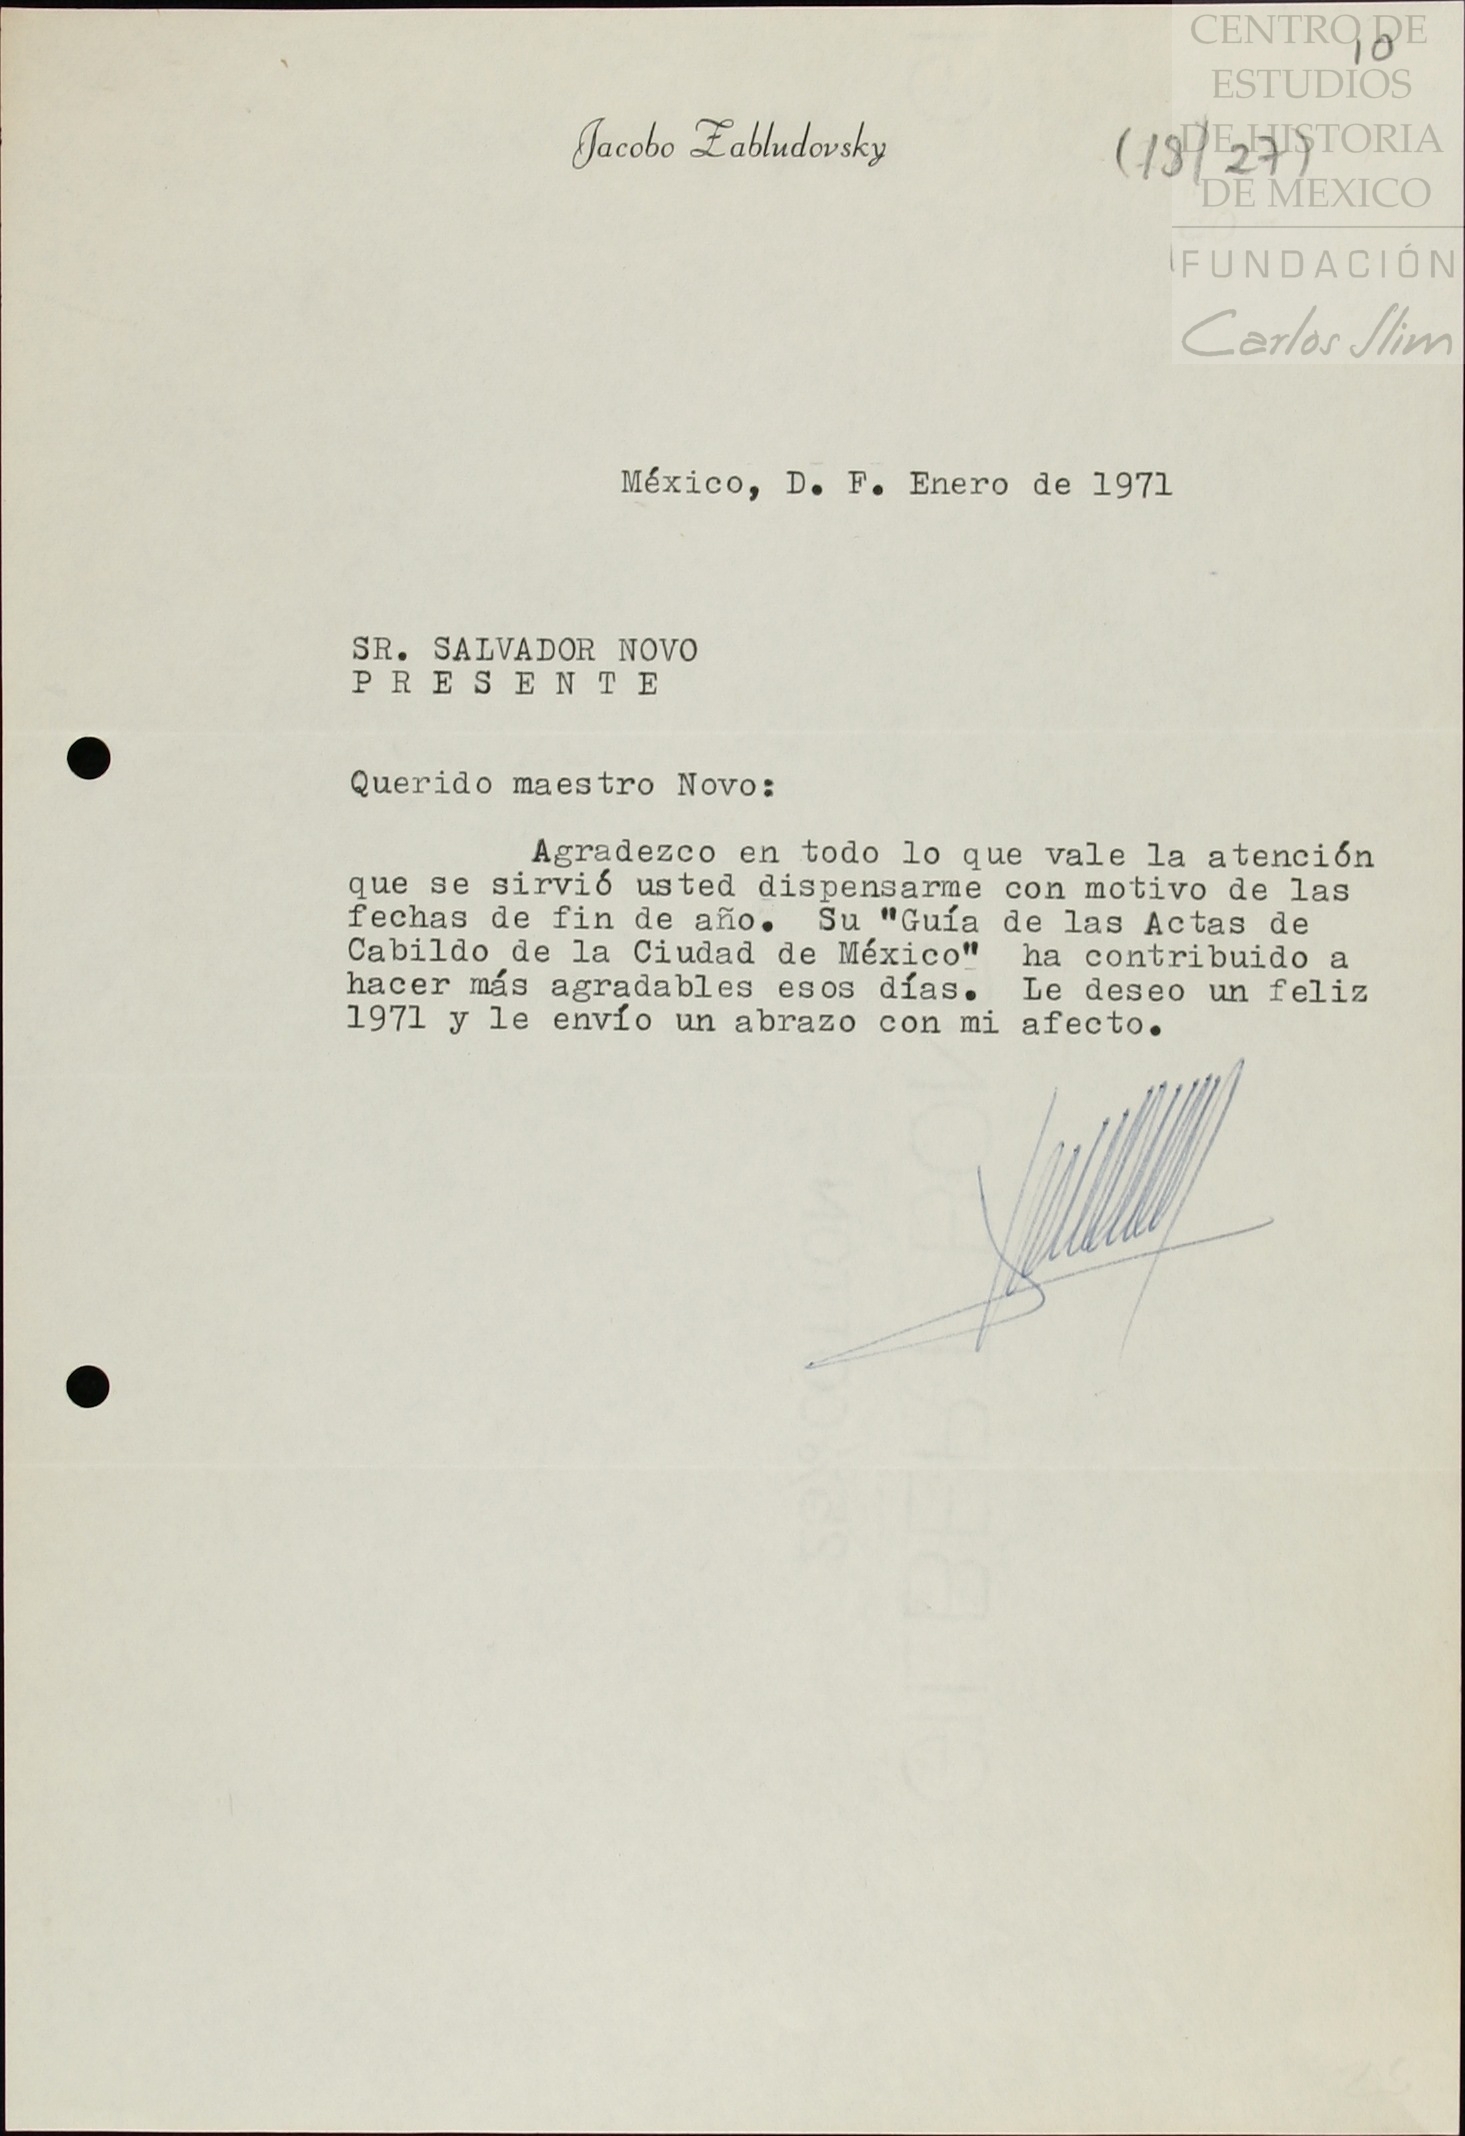 CENTRO DE
10
ESTUDIOS
DE HISTORIA
DE MEXICO
FUNDACIÓN
Carlos Slim
Jacobo Zabludovsky
(18/27)
México, D. F. Enero de 1971
SR. SALVADOR NOVO
P R E S E N T E
Querido maestro Novo:
Agradezco en todo lo que vale la atención
que se sirvió usted dispensarme con motivo de las
fechas de fin de año. Su "Guía de las Actas de
Cabildo de la Ciudad de México" ha contribuido a
hacer más agradables esos días. Le deseo un feliz
1971 y le envío un abrazo con mi afecto.